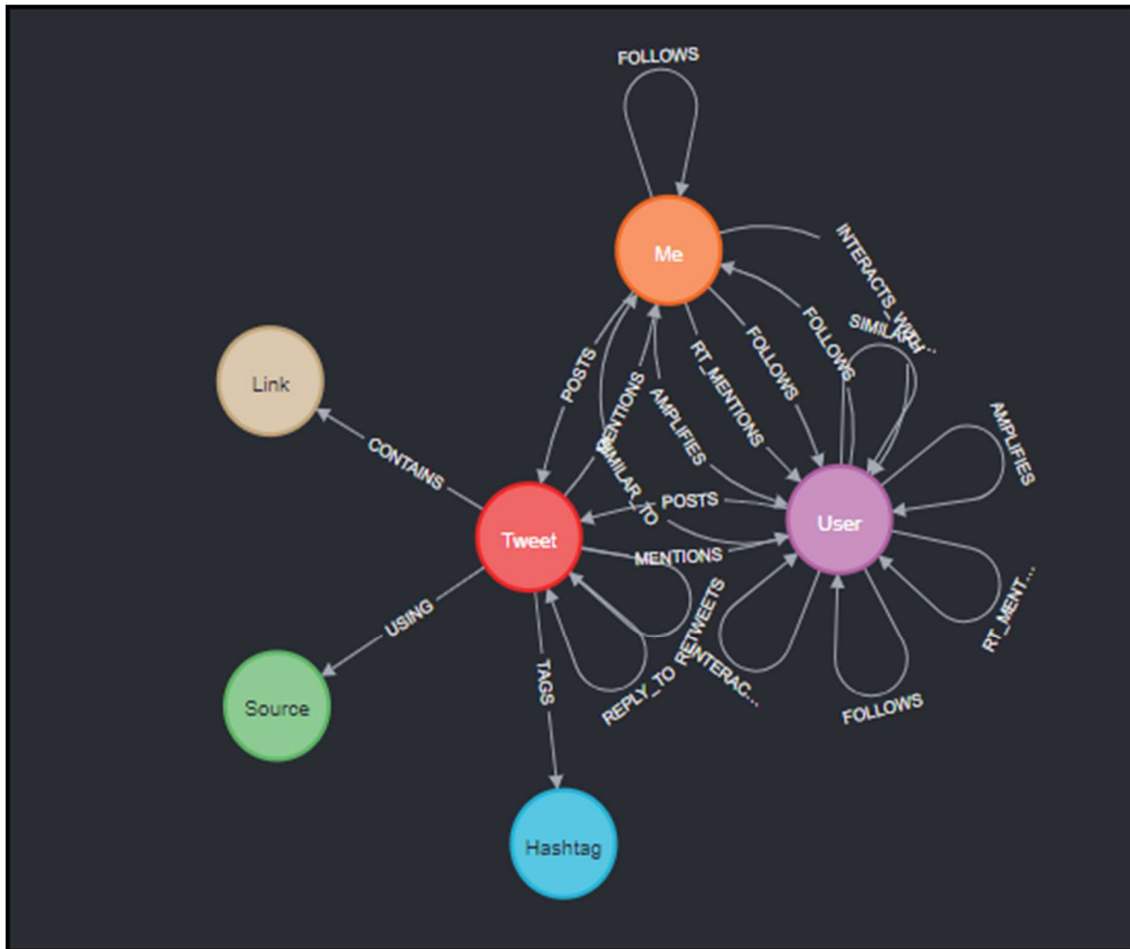 FOLLOWS
Me
INTERACTS_WITH
SIMILAR...
FOLLOWS
FOLLOWS
RT_MENTIONS
AMPLIFIES
MENTIONS
POSTS
SIMILAR_TO
Link
CONTAINS
AMPLIFIES
POSTS
User
Tweet
MENTIONS
USING
TAGS
RETWEETS
REPLY_TO
INTERAC...
RT_MENT...
FOLLOWS
Source
Hashtag